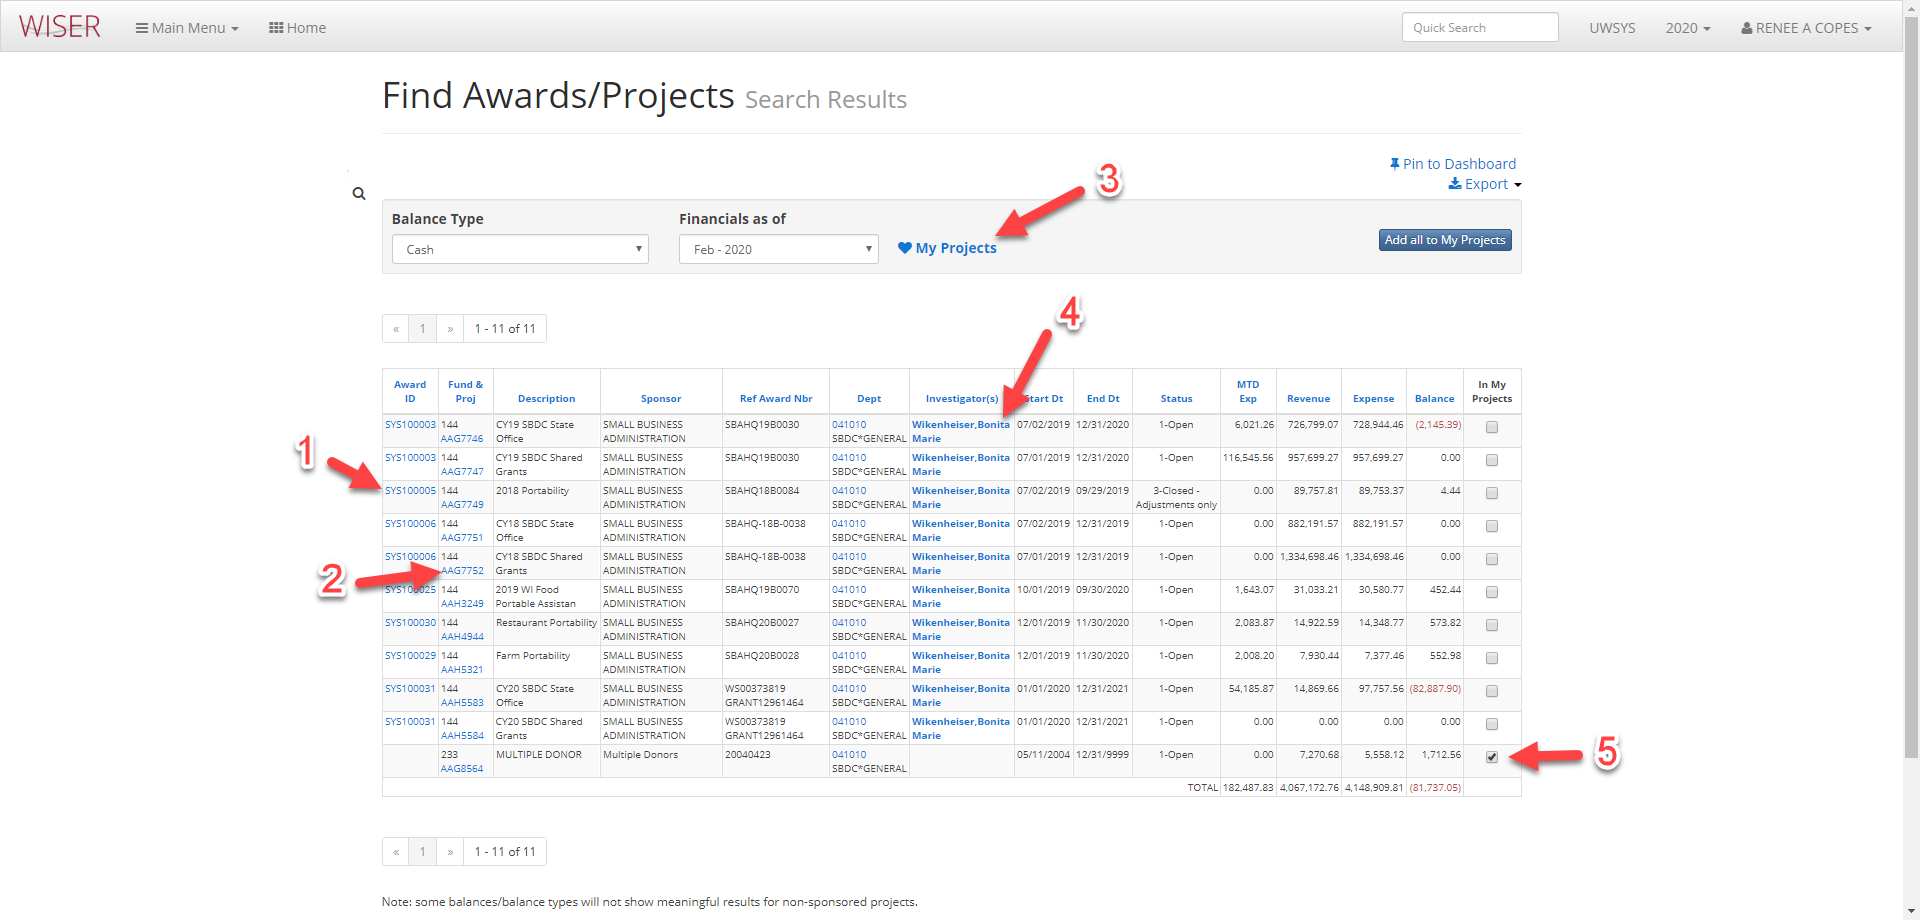 WISER Main Menu Home Quick Search UWSYS 2020 RENEE A COPES
Find Awards/Projects Search Results
Pin to Dashboard
Export
3
Balance Type Financials as of
Cash Feb - 2020 My Projects Add all to My Projects
4
« 1 » 1 - 11 of 11
Award Fund & MTD In My
ID Proj Description Sponsor Ref Award Nbr Dept Investigator(s) Start Dt End Dt Status Exp Revenue Expense Balance Projects
SYS100003 144 CY19 SBDC State SMALL BUSINESS SBAHQ19B0030 041010 Wikenheiser,Bonita 07/02/2019 12/31/2020 1-Open 6,021.26 726,799.07 728,944.46 (2,145.39)
AAG7746 Office ADMINISTRATION SBDC*GENERAL Marie
1
SYS100003 144 CY19 SBDC Shared SMALL BUSINESS SBAHQ19B0030 041010 Wikenheiser,Bonita 07/01/2019 12/31/2020 1-Open 116,545.56 957,699.27 957,699.27 0.00
AAG7747 Grants ADMINISTRATION SBDC*GENERAL Marie
SYS100005 144 2018 Portability SMALL BUSINESS SBAHQ18B0084 041010 Wikenheiser,Bonita 07/02/2019 09/29/2019 3-Closed - 0.00 89,757.81 89,753.37 4.44
AAG7749 ADMINISTRATION SBDC*GENERAL Marie Adjustments only
SYS100006 144 CY18 SBDC State SMALL BUSINESS SBAHQ-18B-0038 041010 Wikenheiser,Bonita 07/02/2019 12/31/2019 1-Open 0.00 882,191.57 882,191.57 0.00
AAG7751 Office ADMINISTRATION SBDC*GENERAL Marie
SYS100006 144 CY18 SBDC Shared SMALL BUSINESS SBAHQ-18B-0038 041010 Wikenheiser,Bonita 07/01/2019 12/31/2019 1-Open 0.00 1,334,698.46 1,334,698.46 0.00
AAG7752 Grants ADMINISTRATION SBDC*GENERAL Marie
2
SYS100025 144 2019 WI Food SMALL BUSINESS SBAHQ19B0070 041010 Wikenheiser,Bonita 10/01/2019 09/30/2020 1-Open 1,643.07 31,033.21 30,580.77 452.44
AAH3249 Portable Assistan ADMINISTRATION SBDC*GENERAL Marie
SYS100030 144 Restaurant Portability SMALL BUSINESS SBAHQ20B0027 041010 Wikenheiser,Bonita 12/01/2019 11/30/2020 1-Open 2,083.87 14,922.59 14,348.77 573.82
AAH4944 ADMINISTRATION SBDC*GENERAL Marie
SYS100029 144 Farm Portability SMALL BUSINESS SBAHQ20B0028 041010 Wikenheiser,Bonita 12/01/2019 11/30/2020 1-Open 2,008.20 7,930.44 7,377.46 552.98
AAH5321 ADMINISTRATION SBDC*GENERAL Marie
SYS100031 144 CY20 SBDC State SMALL BUSINESS WS00373819 041010 Wikenheiser,Bonita 01/01/2020 12/31/2021 1-Open 54,185.87 14,869.66 97,757.56 (82,887.90)
AAH5583 Office ADMINISTRATION GRANT12961464 SBDC*GENERAL Marie
SYS100031 144 CY20 SBDC Shared SMALL BUSINESS WS00373819 041010 Wikenheiser,Bonita 01/01/2020 12/31/2021 1-Open 0.00 0.00 0.00 0.00
AAH5584 Grants ADMINISTRATION GRANT12961464 SBDC*GENERAL Marie
233 MULTIPLE DONOR Multiple Donors 20040423 041010 05/11/2004 12/31/9999 1-Open 0.00 7,270.68 5,558.12 1,712.56
AAG8564 SBDC*GENERAL
5
TOTAL 182,487.83 4,067,172.76 4,148,909.81 (81,737.05)
« 1 » 1 - 11 of 11
Note: some balances/balance types will not show meaningful results for non-sponsored projects.